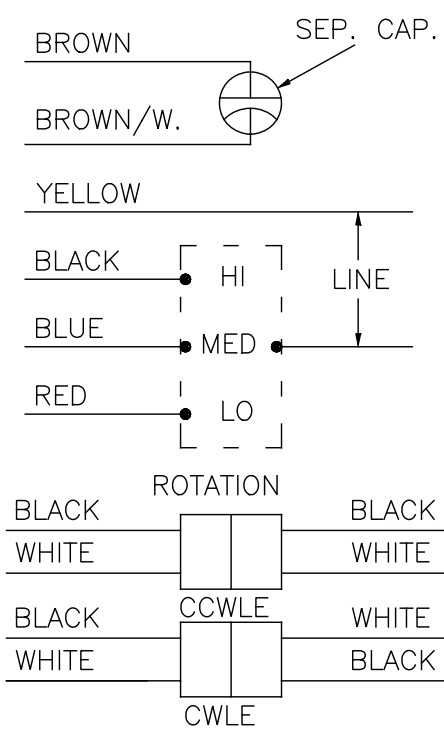 SEP. CAP.
BROWN
BROWN/W.
YELLOW
BLACK
HI
LINE
BLUE
MED
RED
LO
ROTATION
BLACK BLACK
WHITE WHITE
CCWLE
BLACK WHITE
WHITE BLACK
CWLE